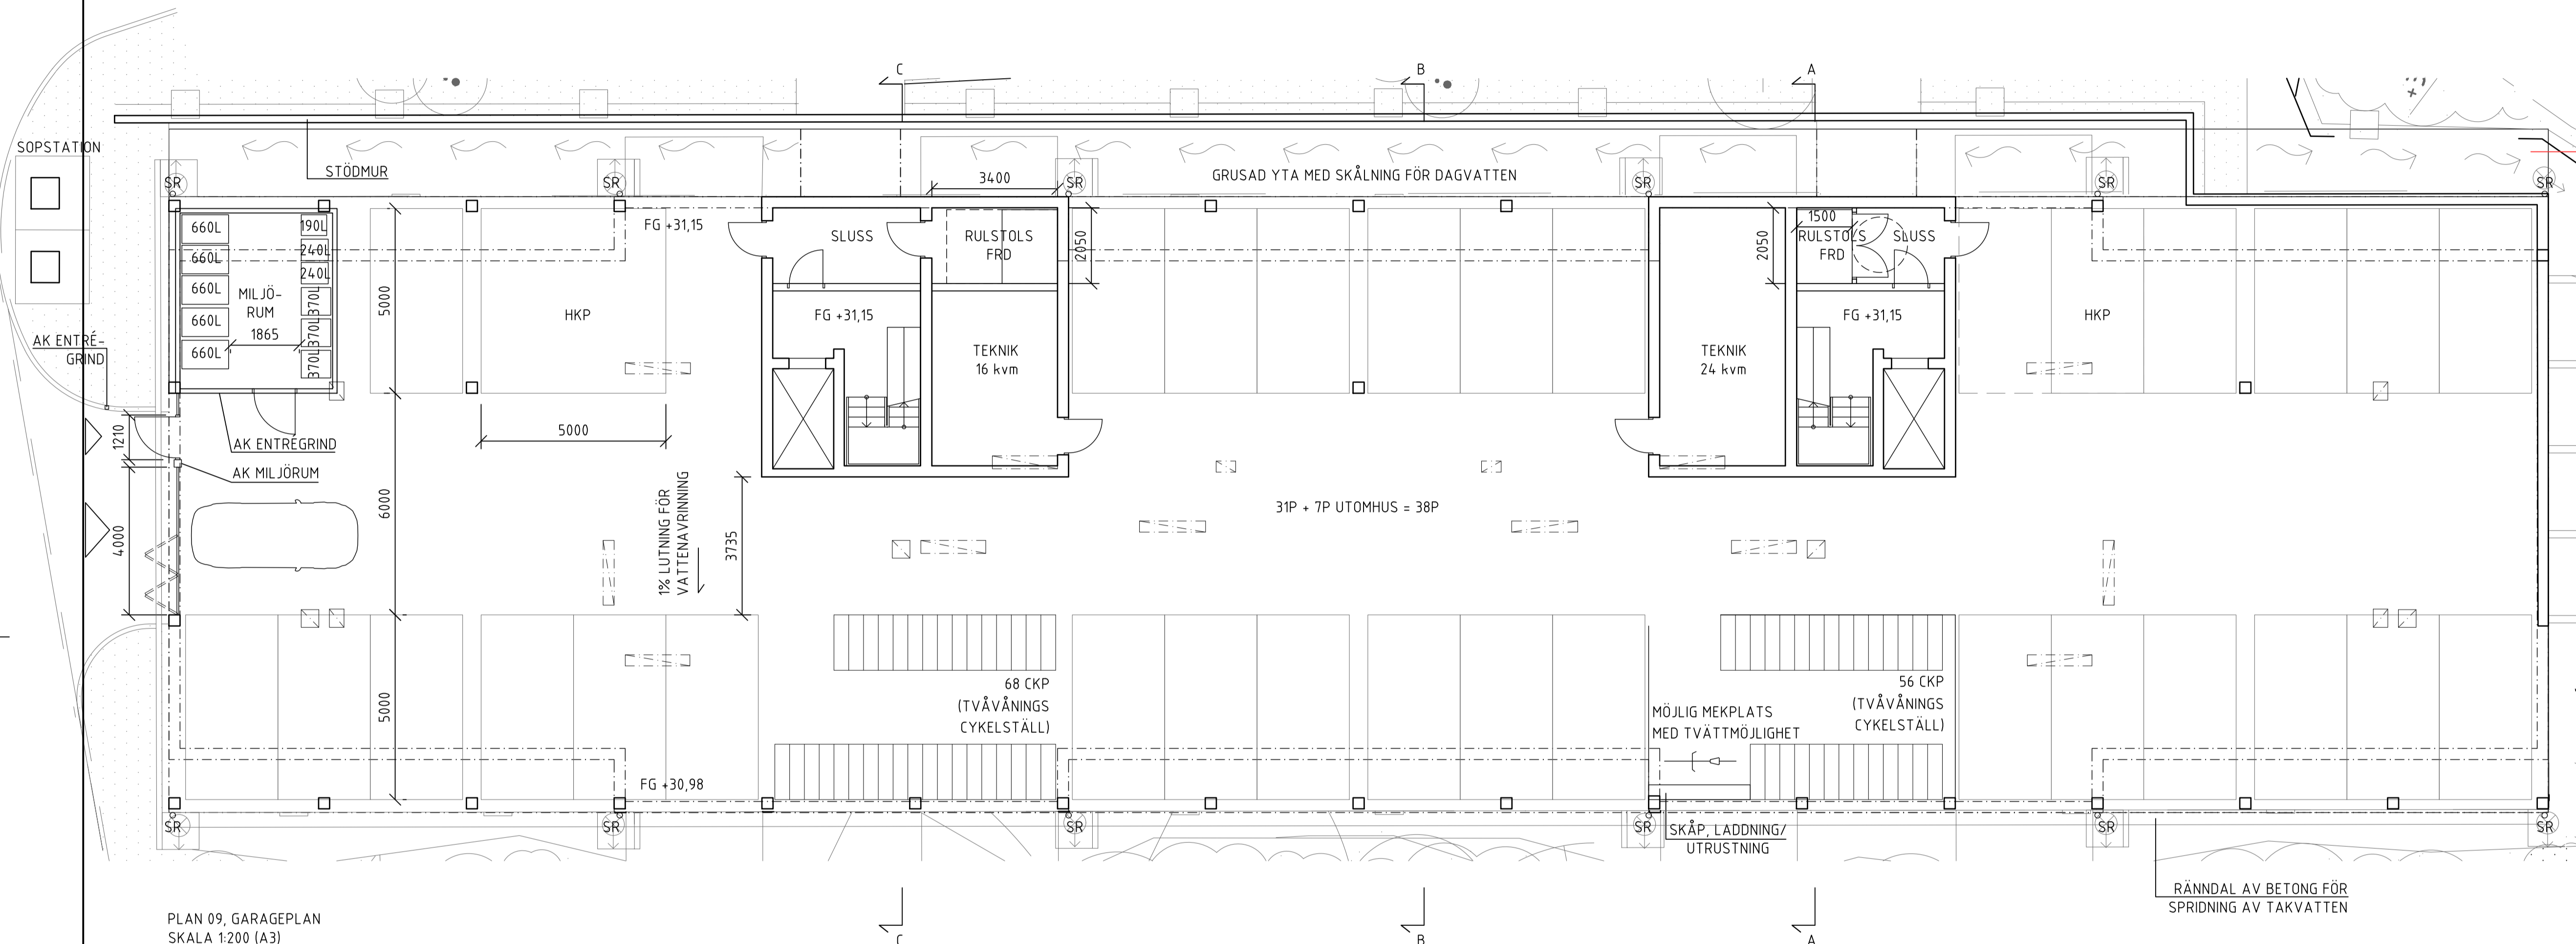 C
B
A
SOPSTATION
STÖDMUR
SR
SR
3400
SR
GRUSAD YTA MED SKÅLNING FÖR DAGVATTEN
SR
SR
SR
660L
660L
660L
660L
660L
190L
240L
240L
370L
370L
370L
MILJÖ-
RUM
1865
5000
HKP
FG +31,15
SLUSS
RULSTOLS
FRD
2050
FG +31,15
TEKNIK
16 kvm
2050
1500
RULSTOLS
FRD
SLUSS
FG +31,15
TEKNIK
24 kvm
HKP
AK ENTRÉ-
GRIND
1210
AK ENTREGRIND
AK MILJÖRUM
5000
4000
6000
1% LUTNING FÖR
VATTENAVRINNING
3735
31P + 7P UTOMHUS = 38P
5000
68 CKP
(TVÅVÅNINGS
CYKELSTÄLL)
56 CKP
(TVÅVÅNINGS
CYKELSTÄLL)
MÖJLIG MEKPLATS
MED TVÄTTMÖJLIGHET
FG +30,98
SR
SR
SR
SR
SR
SR
SKÅP, LADDNING/
UTRUSTNING
RÄNNDAL AV BETONG FÖR
SPRIDNING AV TAKVATTEN
PLAN 09, GARAGEPLAN
SKALA 1:200 (A3)
C
B
A